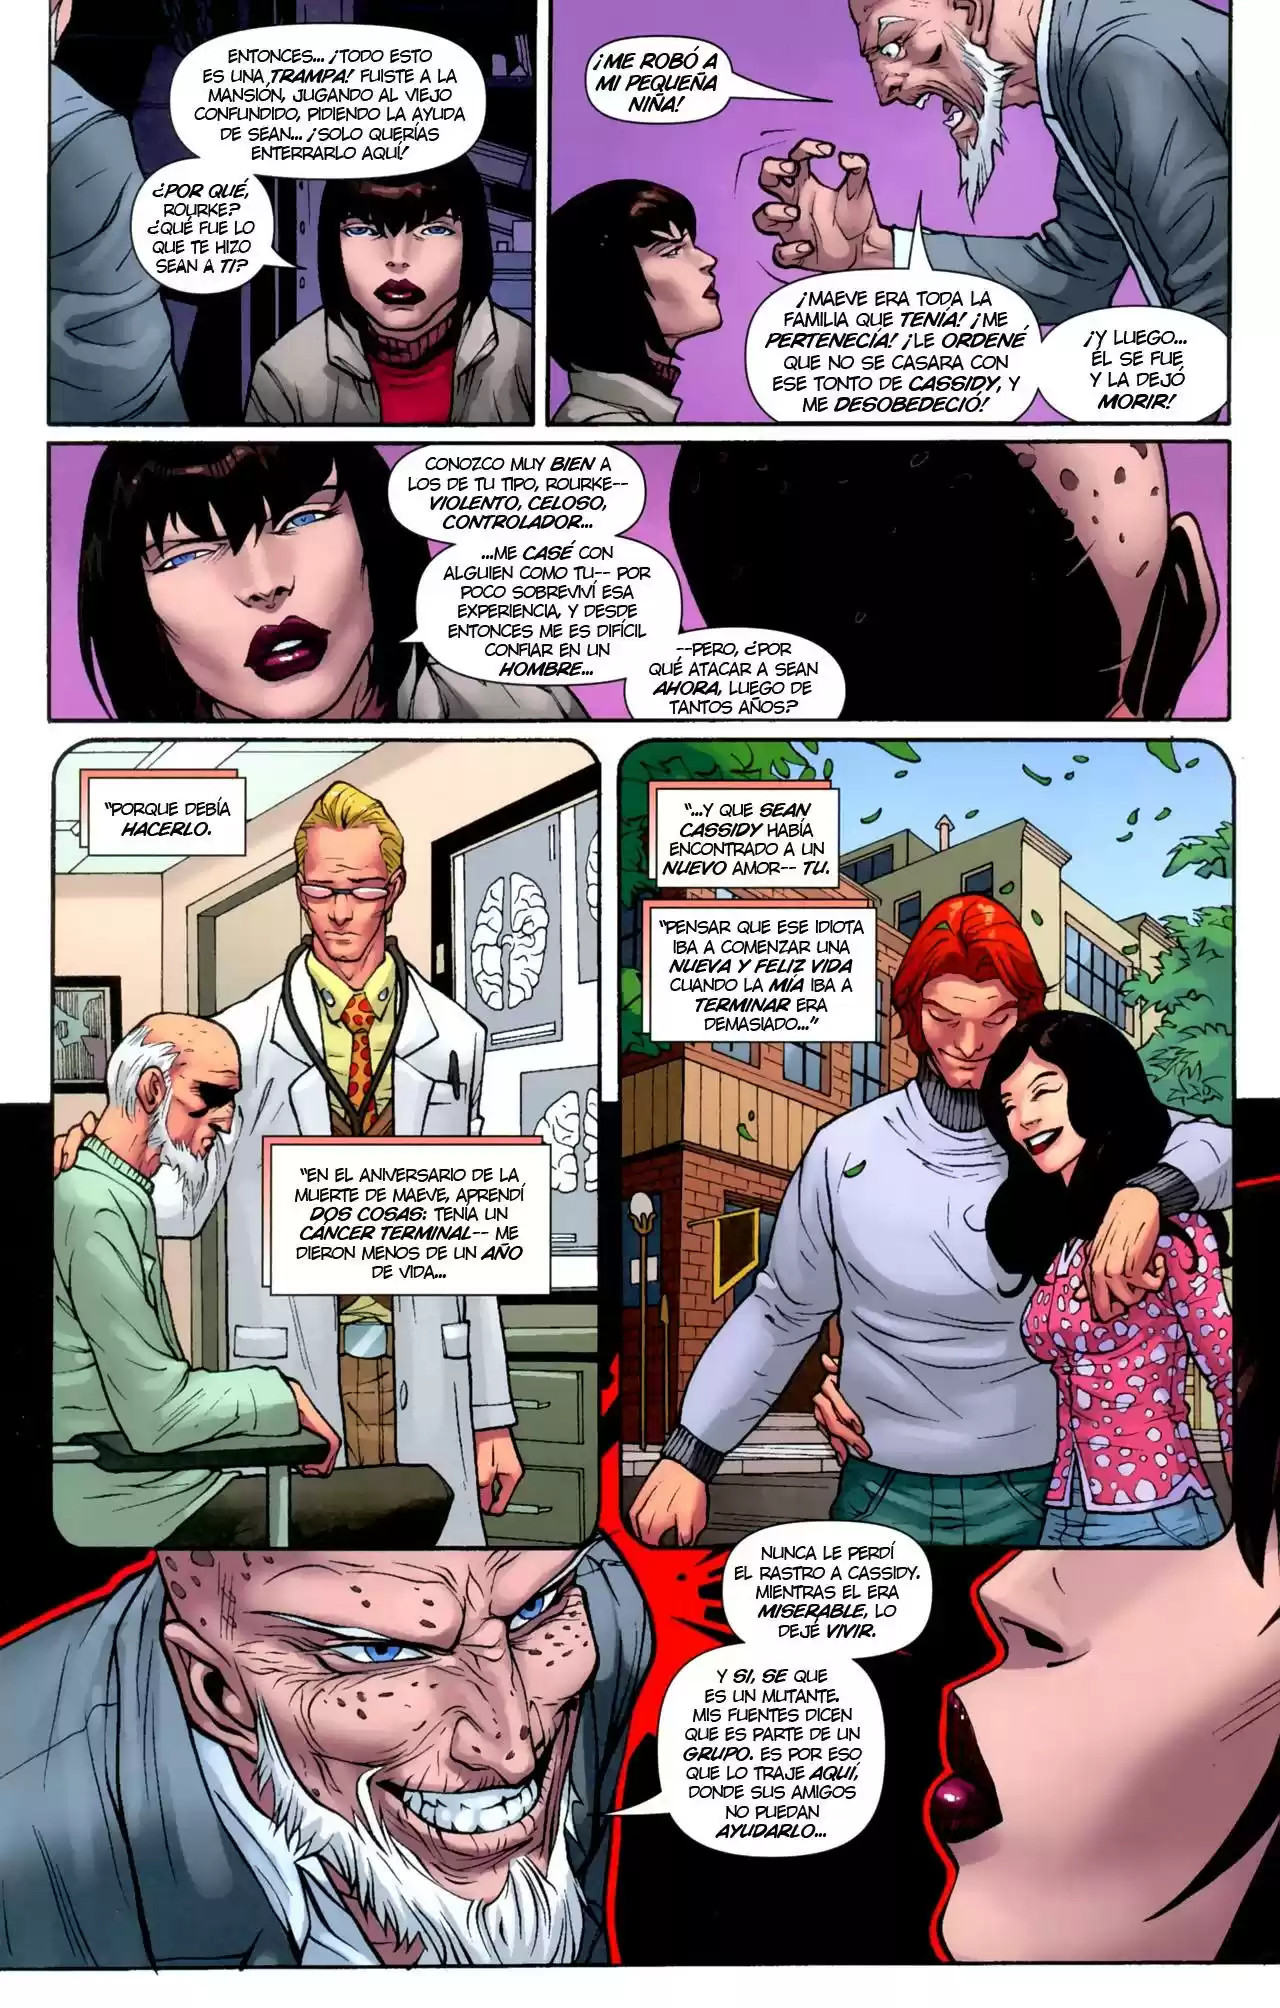 ENTONCES... ¡TODO ESTO
ES UNA TRAMPA! FUISTE A LA
MANSIÓN, JUGANDO AL VIEJO
CONFUNDIDO, PIDIENDO LA AYUDA
DE SEAN... ¡SOLO QUERÍAS
ENTERRARLO AQUÍ!
¿POR QUÉ,
ROURKE?
¿QUÉ FUE LO
QUE TE HIZO
SEAN A TI?
¡ME ROBÓ A
MI PEQUEÑA
NIÑA!
¡MAEVE ERA TODA LA
FAMILIA QUE TENÍA! ¡ME
PERTENECÍA! ¡LE ORDENÉ
QUE NO SE CASARA CON
ESE TONTO DE CASSIDY, Y
ME DESOBEDECIÓ!
¡Y LUEGO...
ÉL SE FUE
Y LA DEJÓ
MORIR!
CONOZCO MUY BIEN A
LOS DE TU TIPO, ROURKE--
VIOLENTO, CELOSO,
CONTROLADOR...
...ME CASÉ CON
ALGUIEN COMO TU-- POR
POCO SOBREVIVÍ ESA
EXPERIENCIA, Y DESDE
ENTONCES ME ES DIFÍCIL
CONFIAR EN UN
HOMBRE...
--PERO, ¿POR
QUÉ ATACAR A SEAN
AHORA, LUEGO DE
TANTOS AÑOS?
"PORQUE DEBÍA
HACERLO.
"EN EL ANIVERSARIO DE LA
MUERTE DE MAEVE, APRENDÍ
DOS COSAS: TENÍA UN
CÁNCER TERMINAL-- ME
DIERON MENOS DE UN AÑO
DE VIDA...
"...Y QUE SEAN
CASSIDY HABÍA
ENCONTRADO A UN
NUEVO AMOR-- TU.
"PENSAR QUE ESE IDIOTA
IBA A COMENZAR UNA
NUEVA Y FELIZ VIDA
CUANDO LA MÍA IBA A
TERMINAR ERA
DEMASIADO..."
NUNCA LE PERDÍ
EL RASTRO A CASSIDY.
MIENTRAS EL ERA
MISERABLE, LO
DEJÉ VIVIR.
Y SI, SE QUE
ES UN MUTANTE.
MIS FUENTES DICEN
QUE ES PARTE DE UN
GRUPO. ES POR ESO
QUE LO TRAJE AQUÍ,
DONDE SUS AMIGOS
NO PUEDAN
AYUDARLO...